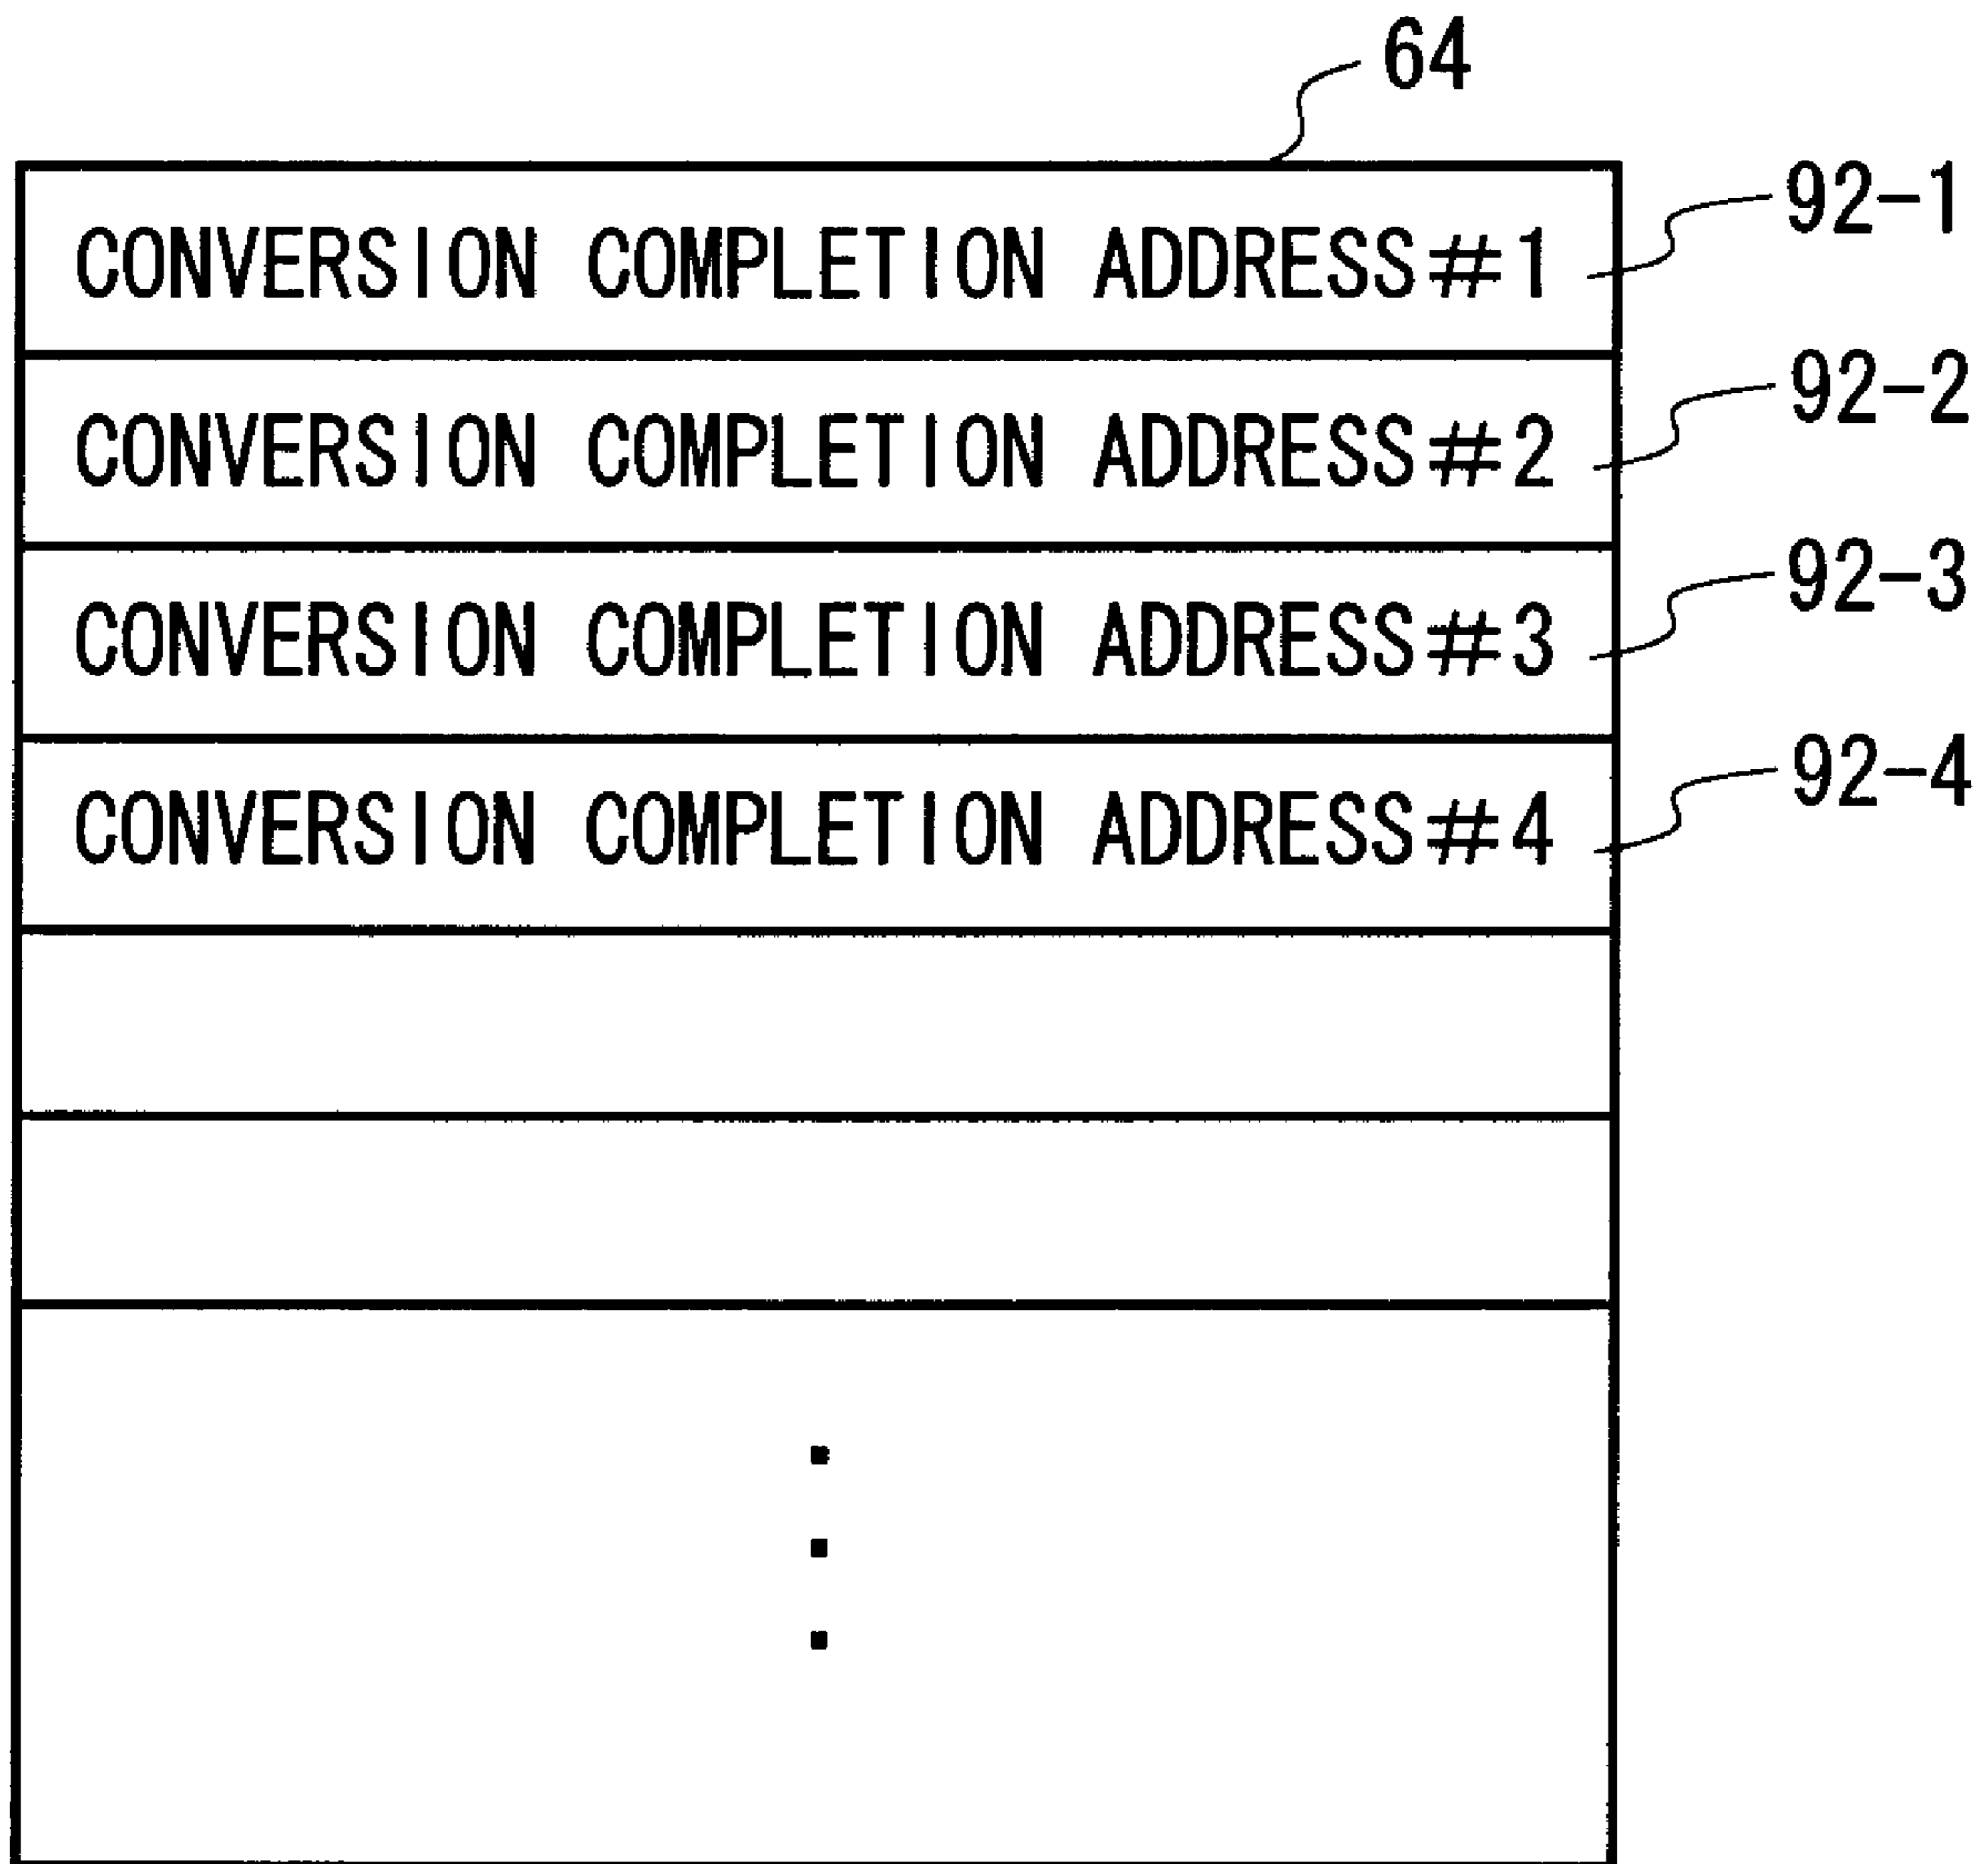 64
CONVERSION COMPLETION ADDRESS#1 92-1
CONVERSION COMPLETION ADDRESS#2 92-2
CONVERSION COMPLETION ADDRESS#3 92-3
CONVERSION COMPLETION ADDRESS#4 92-4